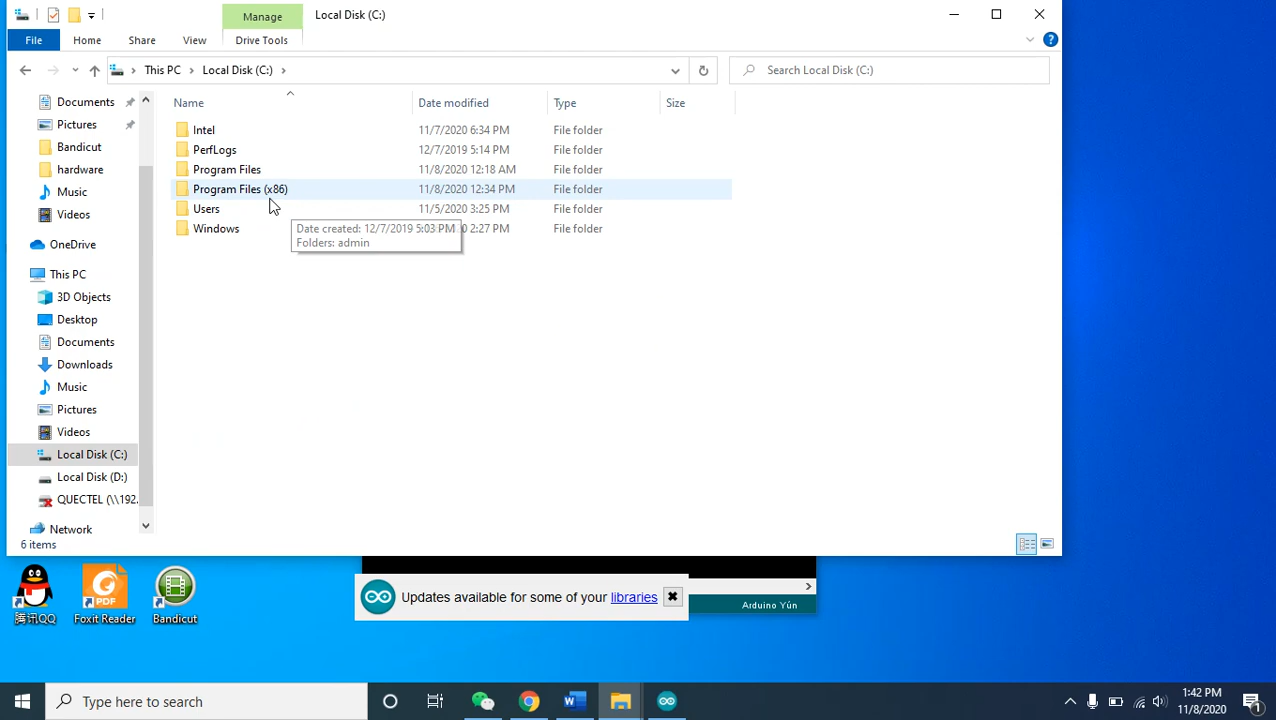 Manage
Local Disk (C:)
File
Home
Share
View
Drive Tools
This PC
Local Disk (C:)
Search Local Disk (C:)
Documents
Pictures
Bandicut
hardware
Music
Videos
OneDrive
This PC
3D Objects
Desktop
Documents
Downloads
Music
Pictures
Videos
Local Disk (C:)
Local Disk (D:)
QUECTEL (\\192.
Network
Name Date modified Type Size
Intel 11/7/2020 6:34 PM File folder
PerfLogs 12/7/2019 5:14 PM File folder
Program Files 11/8/2020 12:18 AM File folder
Program Files (x86) 11/8/2020 12:34 PM File folder
Users 11/5/2020 3:25 PM File folder
Windows 0 2:27 PM File folder
Date created: 12/7/2019 5:03 PM
Folders: admin
6 items
腾讯QQ
Foxit Reader
Bandicut
Updates available for some of your libraries
Arduino Yún
Type here to search
1:42 PM
11/8/2020
1